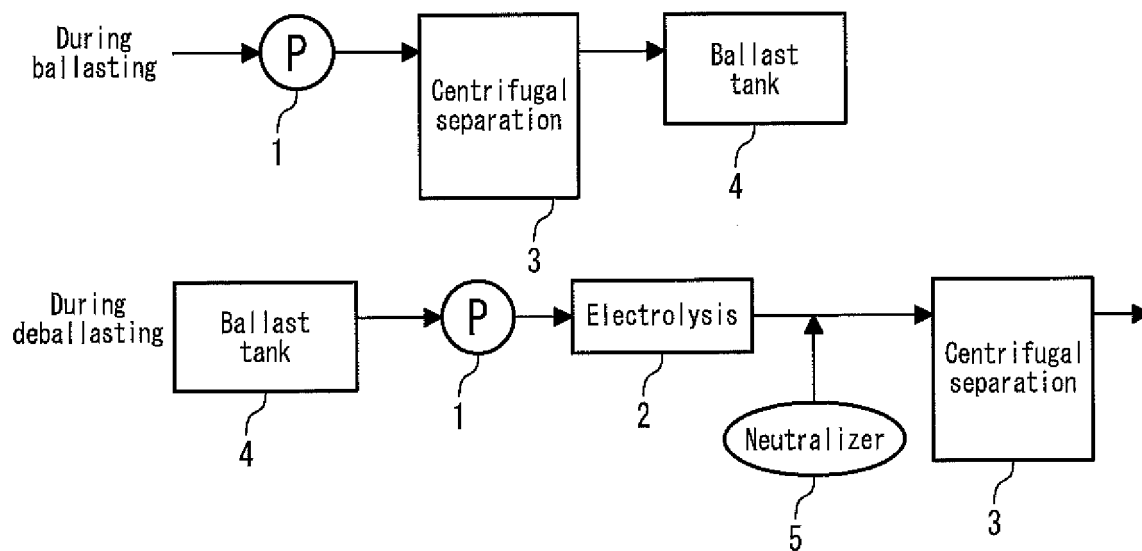 During
ballasting
P
Centrifugal
separation
Ballast
tank
1
3
4
During
deballasting
Ballast
tank
P
Electrolysis
Centrifugal
separation
Neutralizer
4
1
2
5
3